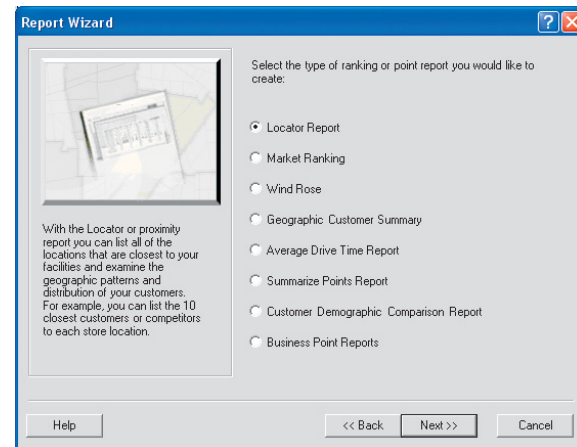 Report Wizard
Select the type of ranking or point report you would like to
create:
Locator Report
Market Ranking
Wind Rose
Geographic Customer Summary
Average Drive Time Report
Summarize Points Report
Customer Demographic Comparison Report
Business Point Reports
With the Locator or proximity
report you can list all of the
locations that are closest to your
facilities and examine the
geographic patterns and
distribution of your customers.
For example, you can list the 10
closest customers or competitors
to each store location.
Help
<< Back
Next >>
Cancel